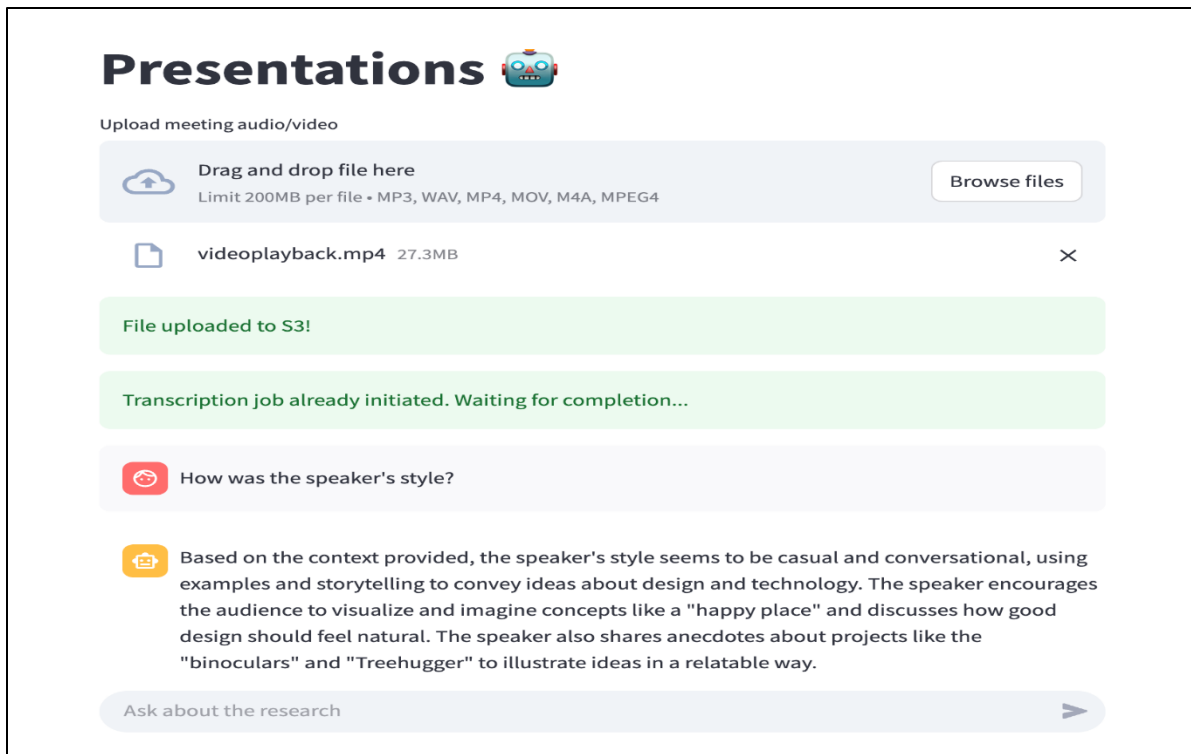 Presentations 🤖
Upload meeting audio/video
Drag and drop file here
Limit 200MB per file • MP3, WAV, MP4, MOV, M4A, MPEG4
Browse files
videoplayback.mp4 27.3MB
File uploaded to S3!
Transcription job already initiated. Waiting for completion...
How was the speaker's style?
Based on the context provided, the speaker's style seems to be casual and conversational, using
examples and storytelling to convey ideas about design and technology. The speaker encourages
the audience to visualize and imagine concepts like a "happy place" and discusses how good
design should feel natural. The speaker also shares anecdotes about projects like the
"binoculars" and "Treehugger" to illustrate ideas in a relatable way.
Ask about the research